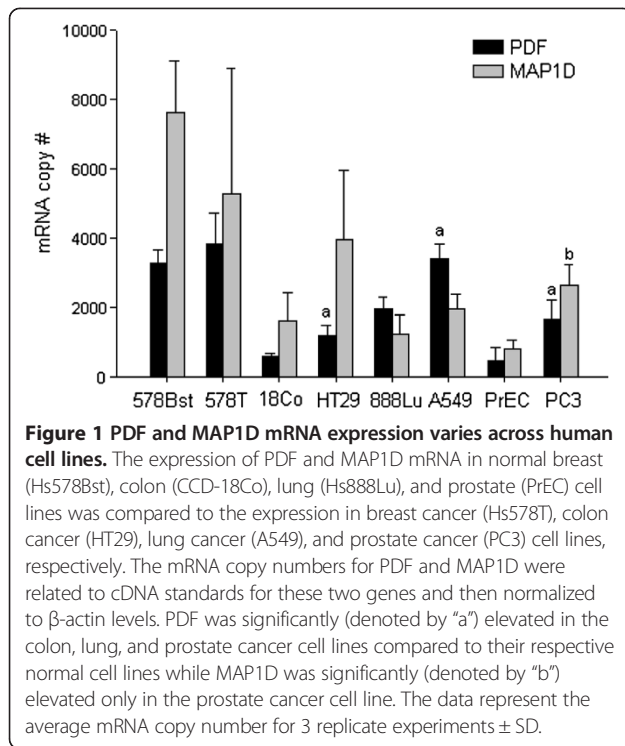 10000
8000
6000
4000
2000
0
mRNA copy #
PDF
MAP1D
a
a
a
b
578Bst 578T 18Co HT29 888Lu A549 PrEC PC3
Figure 1 PDF and MAP1D mRNA expression varies across human
cell lines. The expression of PDF and MAP1D mRNA in normal breast
(Hs578Bst), colon (CCD-18Co), lung (Hs888Lu), and prostate (PrEC) cell
lines was compared to the expression in breast cancer (Hs578T), colon
cancer (HT29), lung cancer (A549), and prostate cancer (PC3) cell lines,
respectively. The mRNA copy numbers for PDF and MAP1D were
related to cDNA standards for these two genes and then normalized
to β-actin levels. PDF was significantly (denoted by “a”) elevated in the
colon, lung, and prostate cancer cell lines compared to their respective
normal cell lines while MAP1D was significantly (denoted by “b”)
elevated only in the prostate cancer cell line. The data represent the
average mRNA copy number for 3 replicate experiments ± SD.